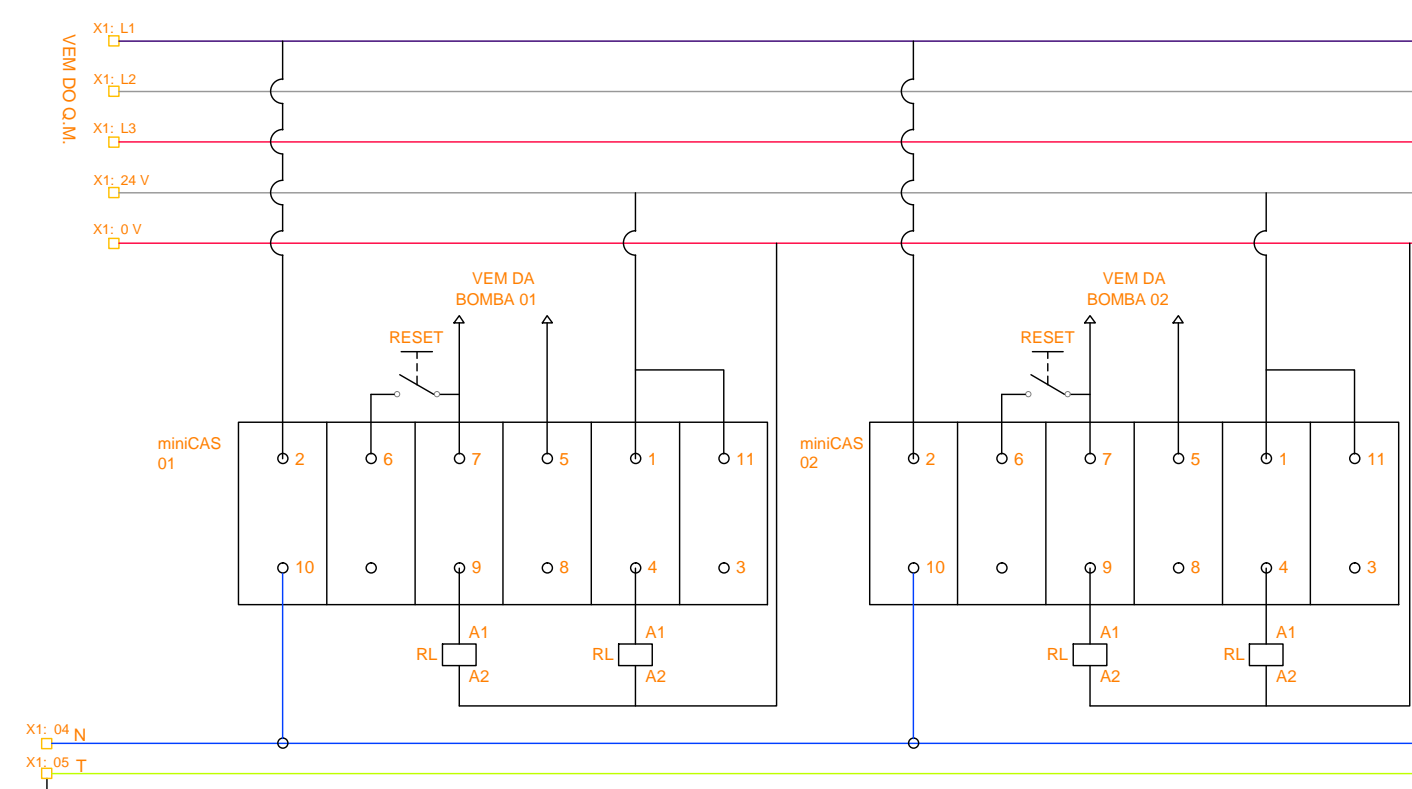 X1: L1
VEM DO Q.M.
X1: L2
X1: L3
X1: 24 V
X1: 0 V
VEM DA
BOMBA 01
RESET
VEM DA
BOMBA 02
RESET
miniCAS
01
2
6
7
5
1
11
10
9
8
4
3
miniCAS
02
2
6
7
5
1
11
10
9
8
4
3
A1
RL
A2
A1
RL
A2
A1
RL
A2
A1
RL
A2
X1: 04 N
X1: 05 T